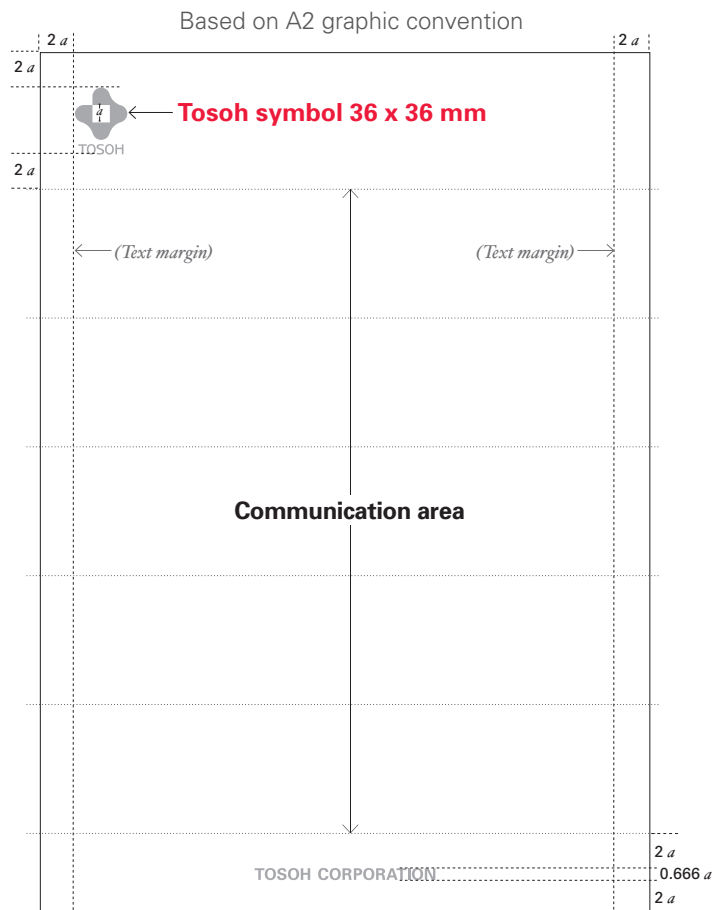 Based on A2 graphic convention
2 a 2 a
2 a
a
Tosoh symbol 36 x 36 mm
TOSOH
2 a
(Text margin) (Text margin)
Communication area
2 a
TOSOH CORPORATION
0.666 a
2 a